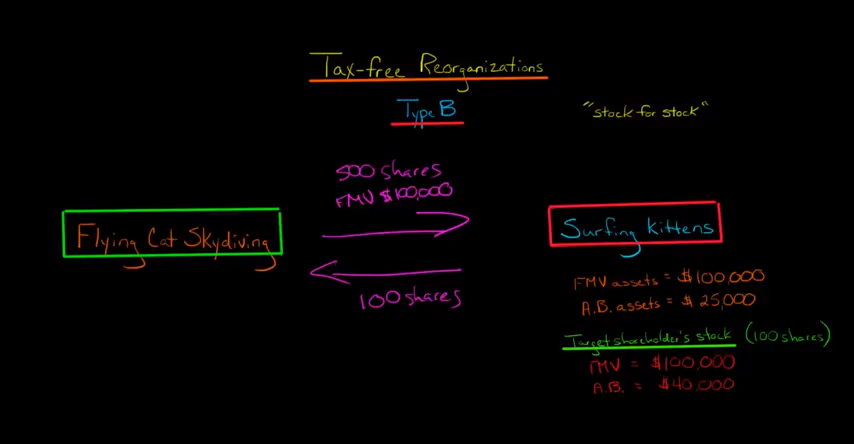 Tax-free Reorganizations
Type B
"stock for stock"
500 shares
FMV $100,000
Flying Cat Skydiving
Surfing Kittens
100 shares
FMV assets = $100,000
A.B. assets = $ 25,000
Target shareholder's stock (100 shares)
FMV = $100,000
A.B. = $40,000